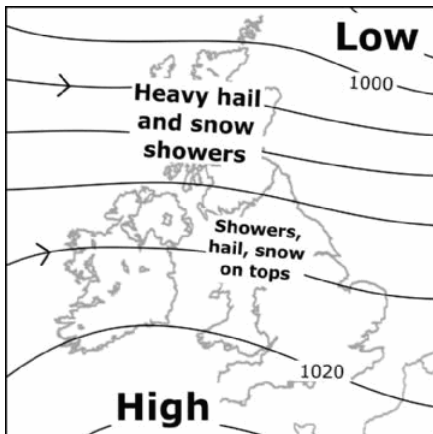 Low
1000
Heavy hail
and snow
showers
Showers,
hail, snow
on tops
1020
High